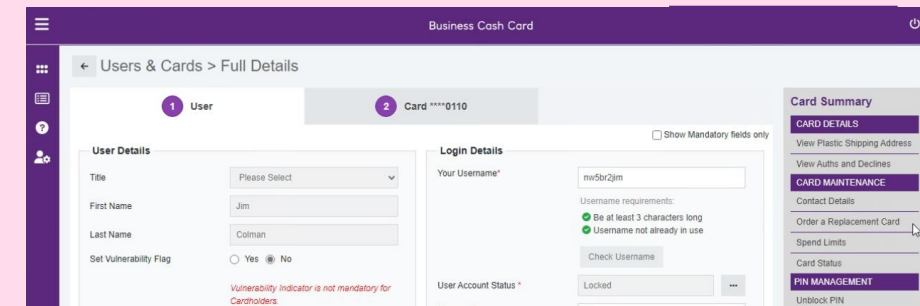 Business Cash Card
Users & Cards > Full Details
1 User
2 Card ****0110
Show Mandatory fields only
User Details
Title
Please Select
First Name
Jim
Last Name
Colman
Set Vulnerability Flag
Yes
No
Vulnerability Indicator is not mandatory for
Cardholders.
Login Details
Your Username*
nw5br2jim
Username requirements:
Be at least 3 characters long
Username not already in use
Check Username
User Account Status *
Locked
...
Card Summary
CARD DETAILS
View Plastic Shipping Address
View Auths and Declines
CARD MAINTENANCE
Contact Details
Order a Replacement Card
Spend Limits
Card Status
PIN MANAGEMENT
Unblock PIN